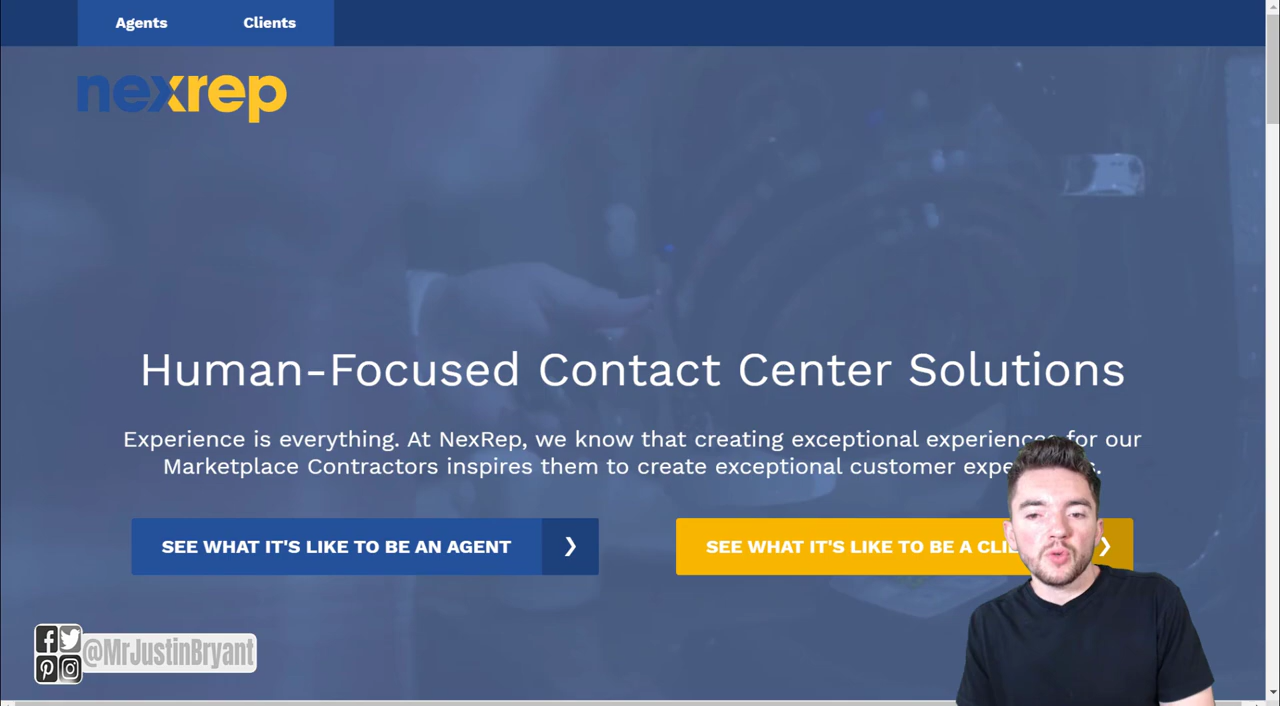 Agents Clients
nexrep
Human-Focused Contact Center Solutions
Experience is everything. At NexRep, we know that creating exceptional experiences for our
Marketplace Contractors inspires them to create exceptional customer
SEE WHAT IT'S LIKE TO BE AN AGENT
SEE WHAT IT'S LIKE TO BE A
@MrJustinBryant